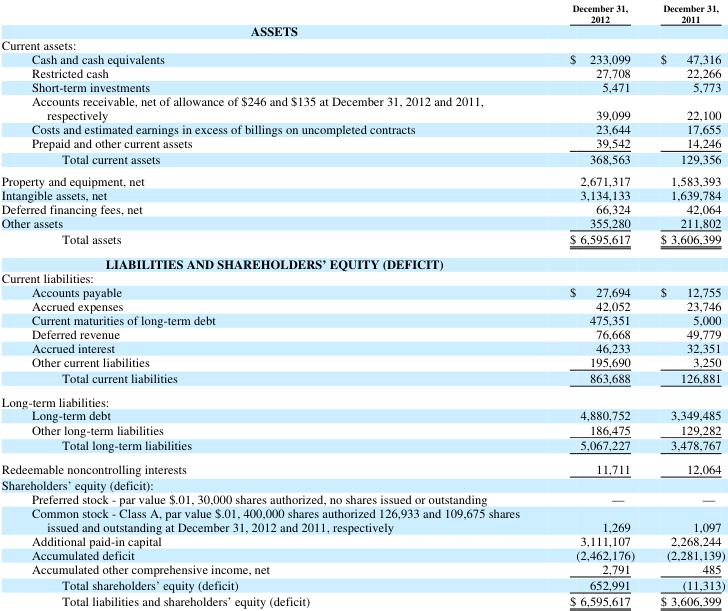 December 31, December 31,
2012 2011
ASSETS
Current assets:
Cash and cash equivalents $ 233,099 $ 47,316
Restricted cash 27,708 22,266
Short-term investments 5,471 5,773
Accounts receivable, net of allowance of $246 and $135 at December 31, 2012 and 2011,
respectively 39,099 22,100
Costs and estimated earnings in excess of billings on uncompleted contracts 23,644 17,655
Prepaid and other current assets 39,542 14,246
Total current assets 368,563 129,356
Property and equipment, net 2,671,317 1,583,393
Intangible assets, net 3,134,133 1,639,784
Deferred financing fees, net 66,324 42,064
Other assets 355,280 211,802
Total assets $ 6,595,617 $ 3,606,399
LIABILITIES AND SHAREHOLDERS' EQUITY (DEFICIT)
Current liabilities:
Accounts payable $ 27,694 $ 12,755
Accrued expenses 42,052 23,746
Current maturities of long-term debt 475,351 5,000
Deferred revenue 76,668 49,779
Accrued interest 46,233 32,351
Other current liabilities 195,690 3,250
Total current liabilities 863,688 126,881
Long-term liabilities:
Long-term debt 4,880,752 3,349,485
Other long-term liabilities 186,475 129,282
Total long-term liabilities 5,067,227 3,478,767
Redeemable noncontrolling interests 11,711 12,064
Shareholders' equity (deficit):
Preferred stock - par value $.01, 30,000 shares authorized, no shares issued or outstanding — —
Common stock - Class A, par value $.01, 400,000 shares authorized 126,933 and 109,675 shares
issued and outstanding at December 31, 2012 and 2011, respectively 1,269 1,097
Additional paid-in capital 3,111,107 2,268,244
Accumulated deficit (2,462,176) (2,281,139)
Accumulated other comprehensive income, net 2,791 485
Total shareholders' equity (deficit) 652,991 (11,313)
Total liabilities and shareholders' equity (deficit) $ 6,595,617 $ 3,606,399